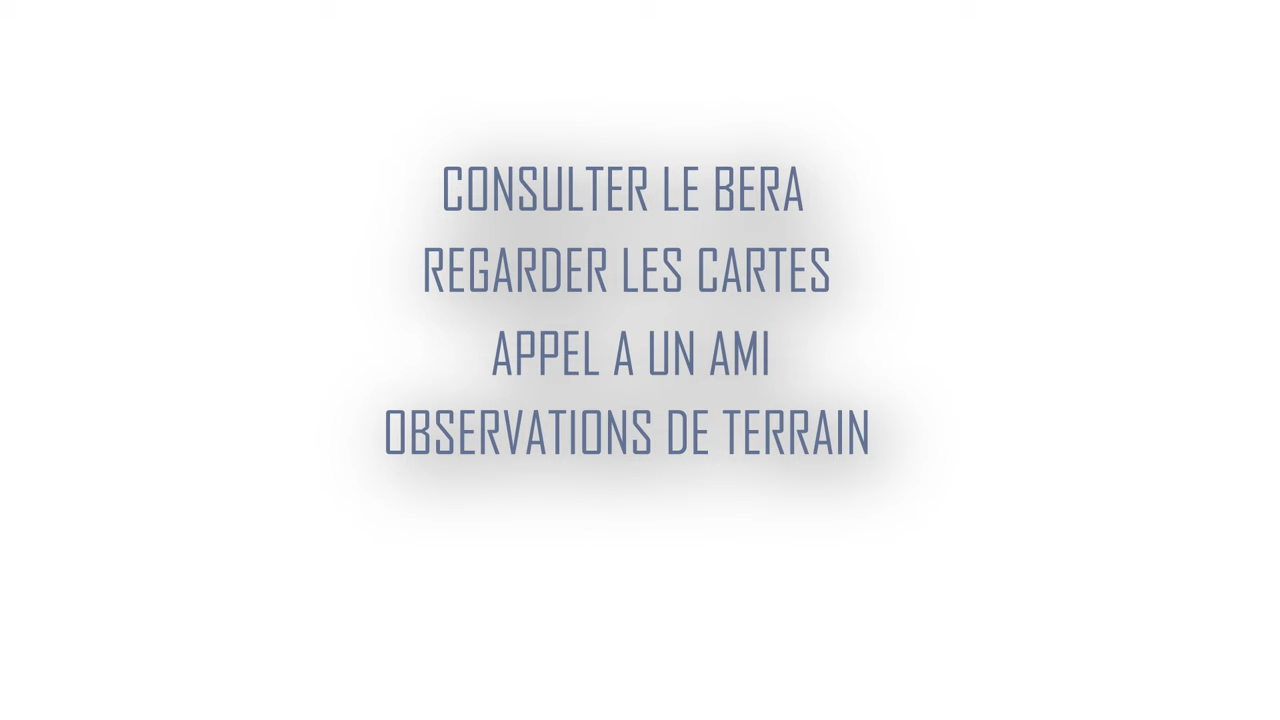 CONSULTER LE BERA
REGARDER LES CARTES
APPEL A UN AMI
OBSERVATIONS DE TERRAIN